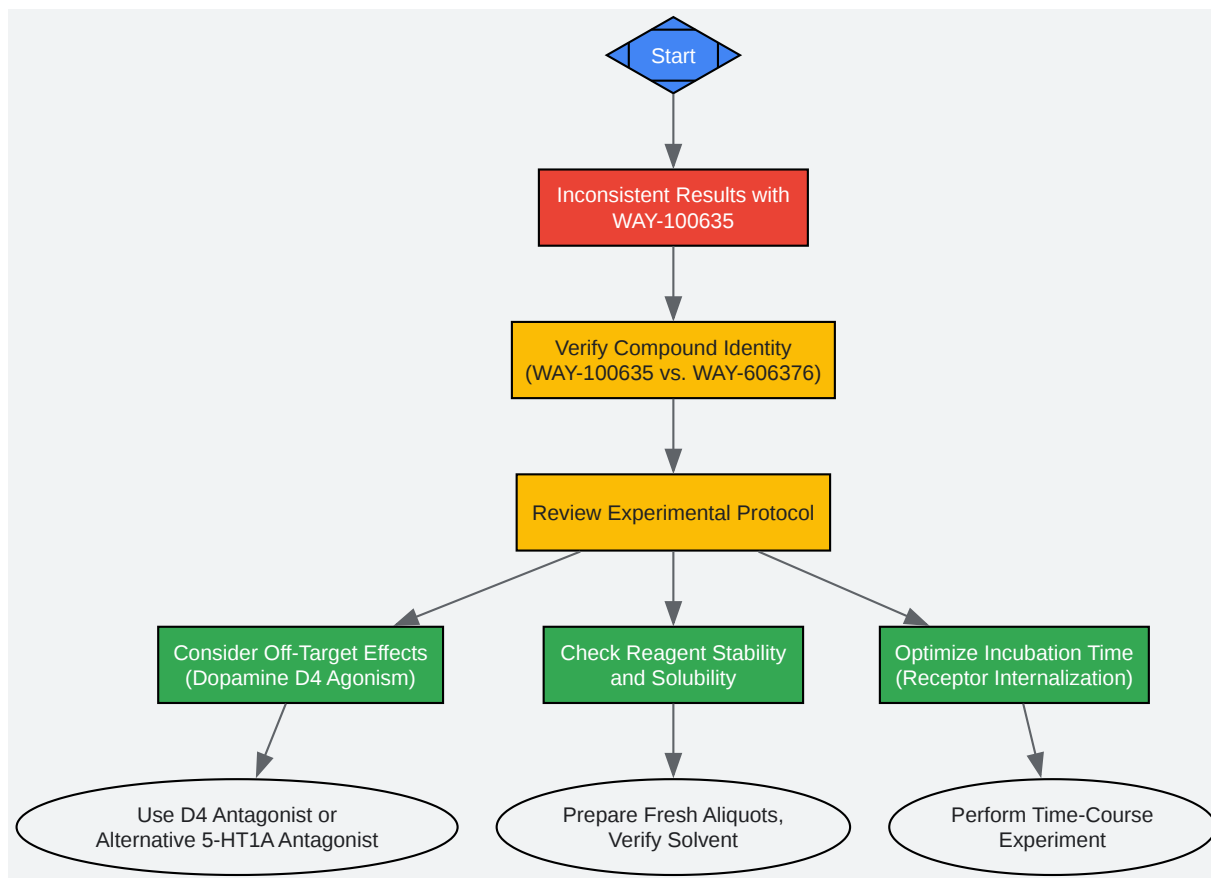 Start
Inconsistent Results with
WAY-100635
Verify Compound Identity
(WAY-100635 vs. WAY-606376)
Review Experimental Protocol
Consider Off-Target Effects
(Dopamine D4 Agonism)
Check Reagent Stability
and Solubility
Optimize Incubation Time
(Receptor Internalization)
Use D4 Antagonist or
Alternative 5-HT1A Antagonist
Prepare Fresh Aliquots,
Verify Solvent
Perform Time-Course
Experiment